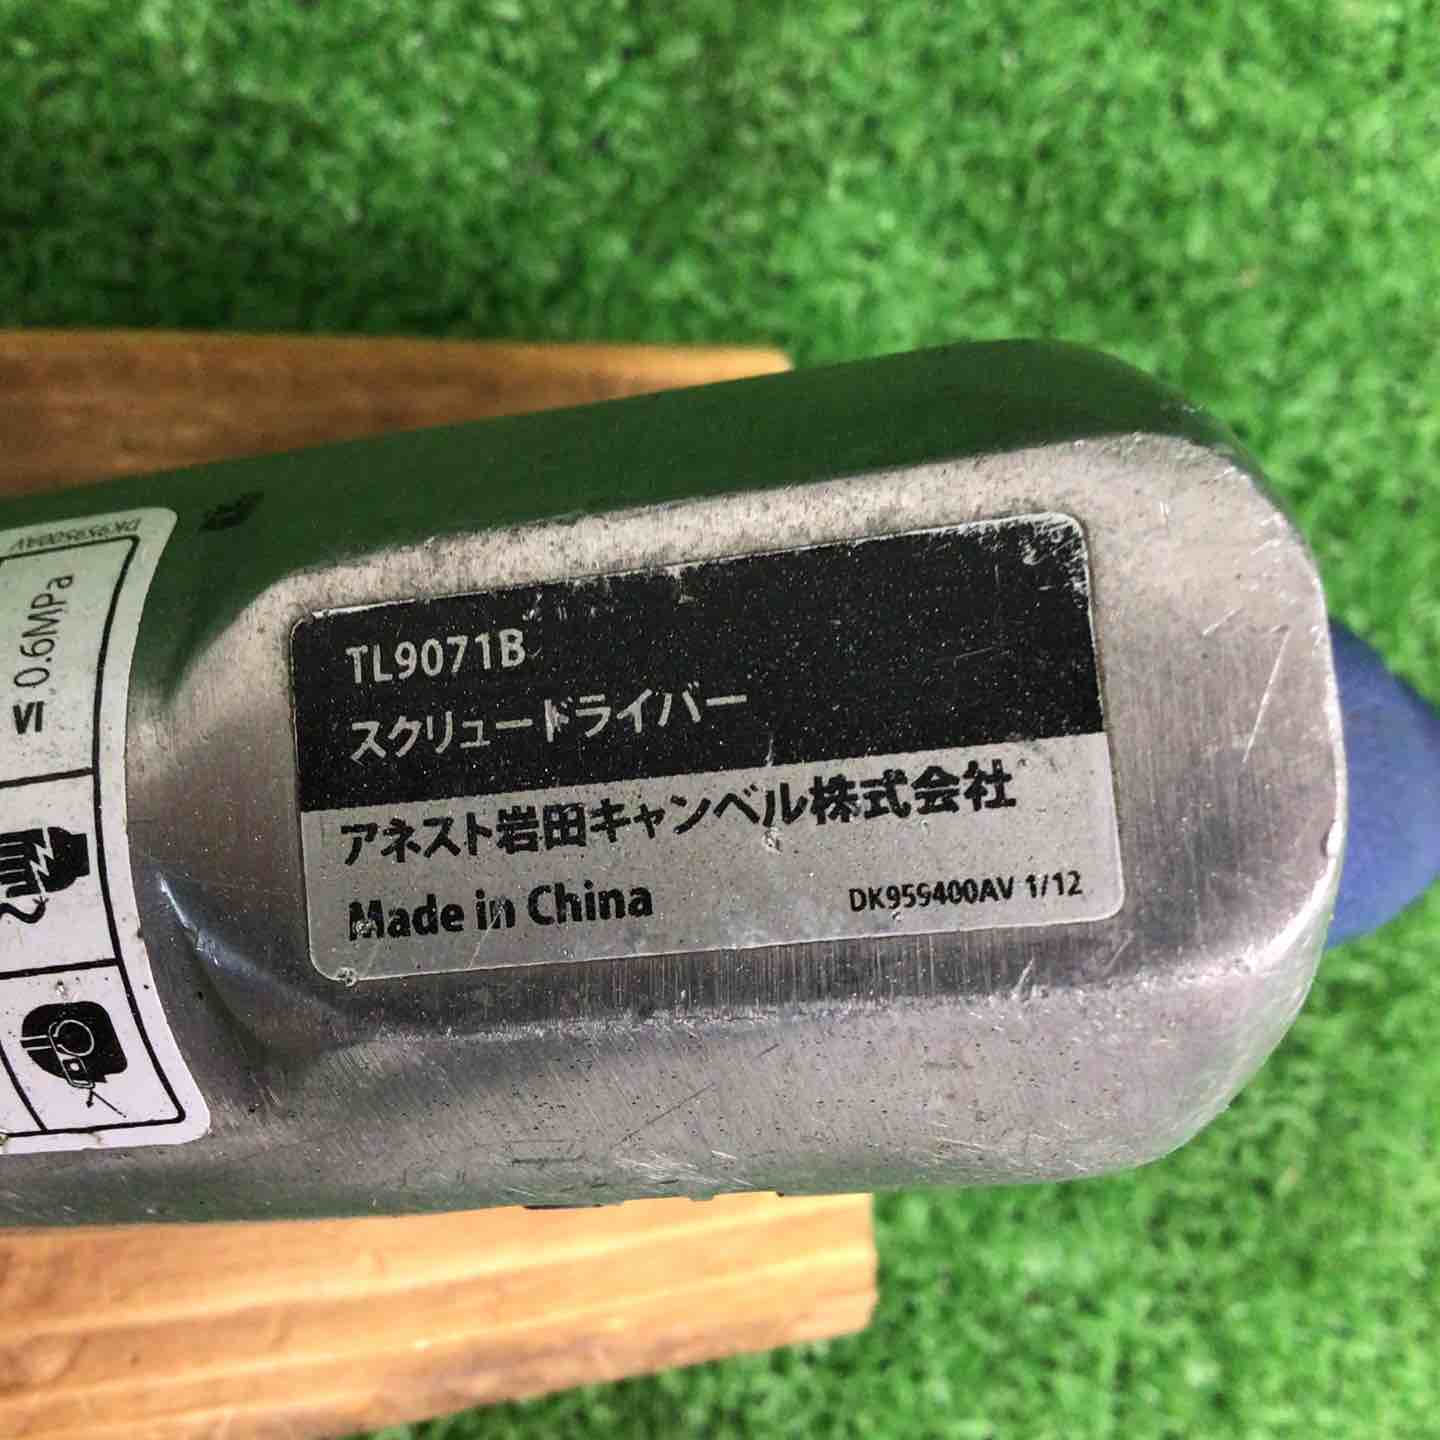 TL9071B
スクリュードライバー
アネスト岩田キャンベル株式会社
Made in China
DK959400AV 1/12
DK959500AV
≤ 0.6MPa